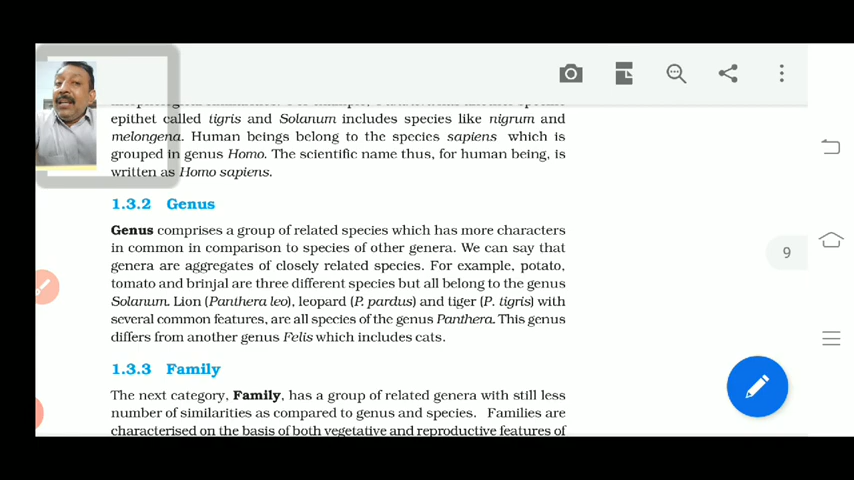 epithet called tigris and Solanum includes species like nigrum and
melongena. Human beings belong to the species sapiens which is
grouped in genus Homo. The scientific name thus, for human being, is
written as Homo sapiens.
1.3.2 Genus
Genus comprises a group of related species which has more characters
in common in comparison to species of other genera. We can say that
genera are aggregates of closely related species. For example, potato,
tomato and brinjal are three different species but all belong to the genus
Solanum. Lion (Panthera leo), leopard (P. pardus) and tiger (P. tigris) with
several common features, are all species of the genus Panthera. This genus
differs from another genus Felis which includes cats.
9
1.3.3 Family
The next category, Family, has a group of related genera with still less
number of similarities as compared to genus and species. Families are
characterised on the basis of both vegetative and reproductive features of